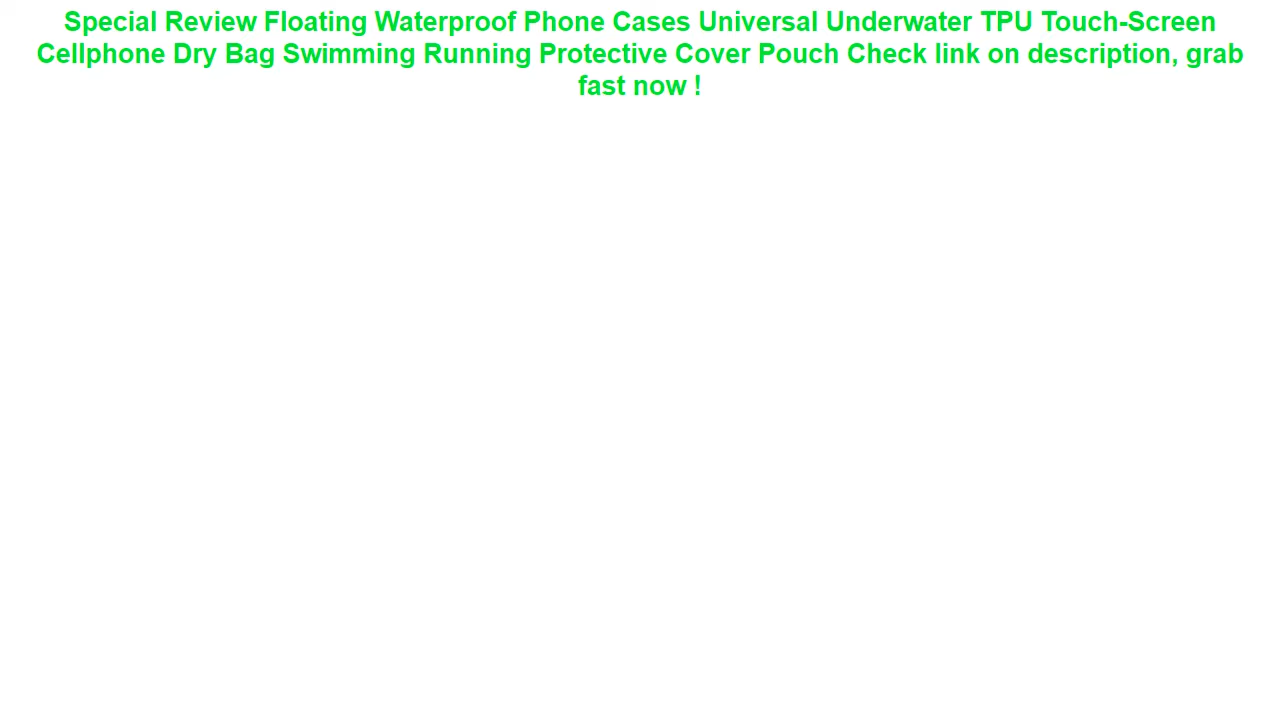 Special Review Floating Waterproof Phone Cases Universal Underwater TPU Touch-Screen
Cellphone Dry Bag Swimming Running Protective Cover Pouch Check link on description, grab
fast now !